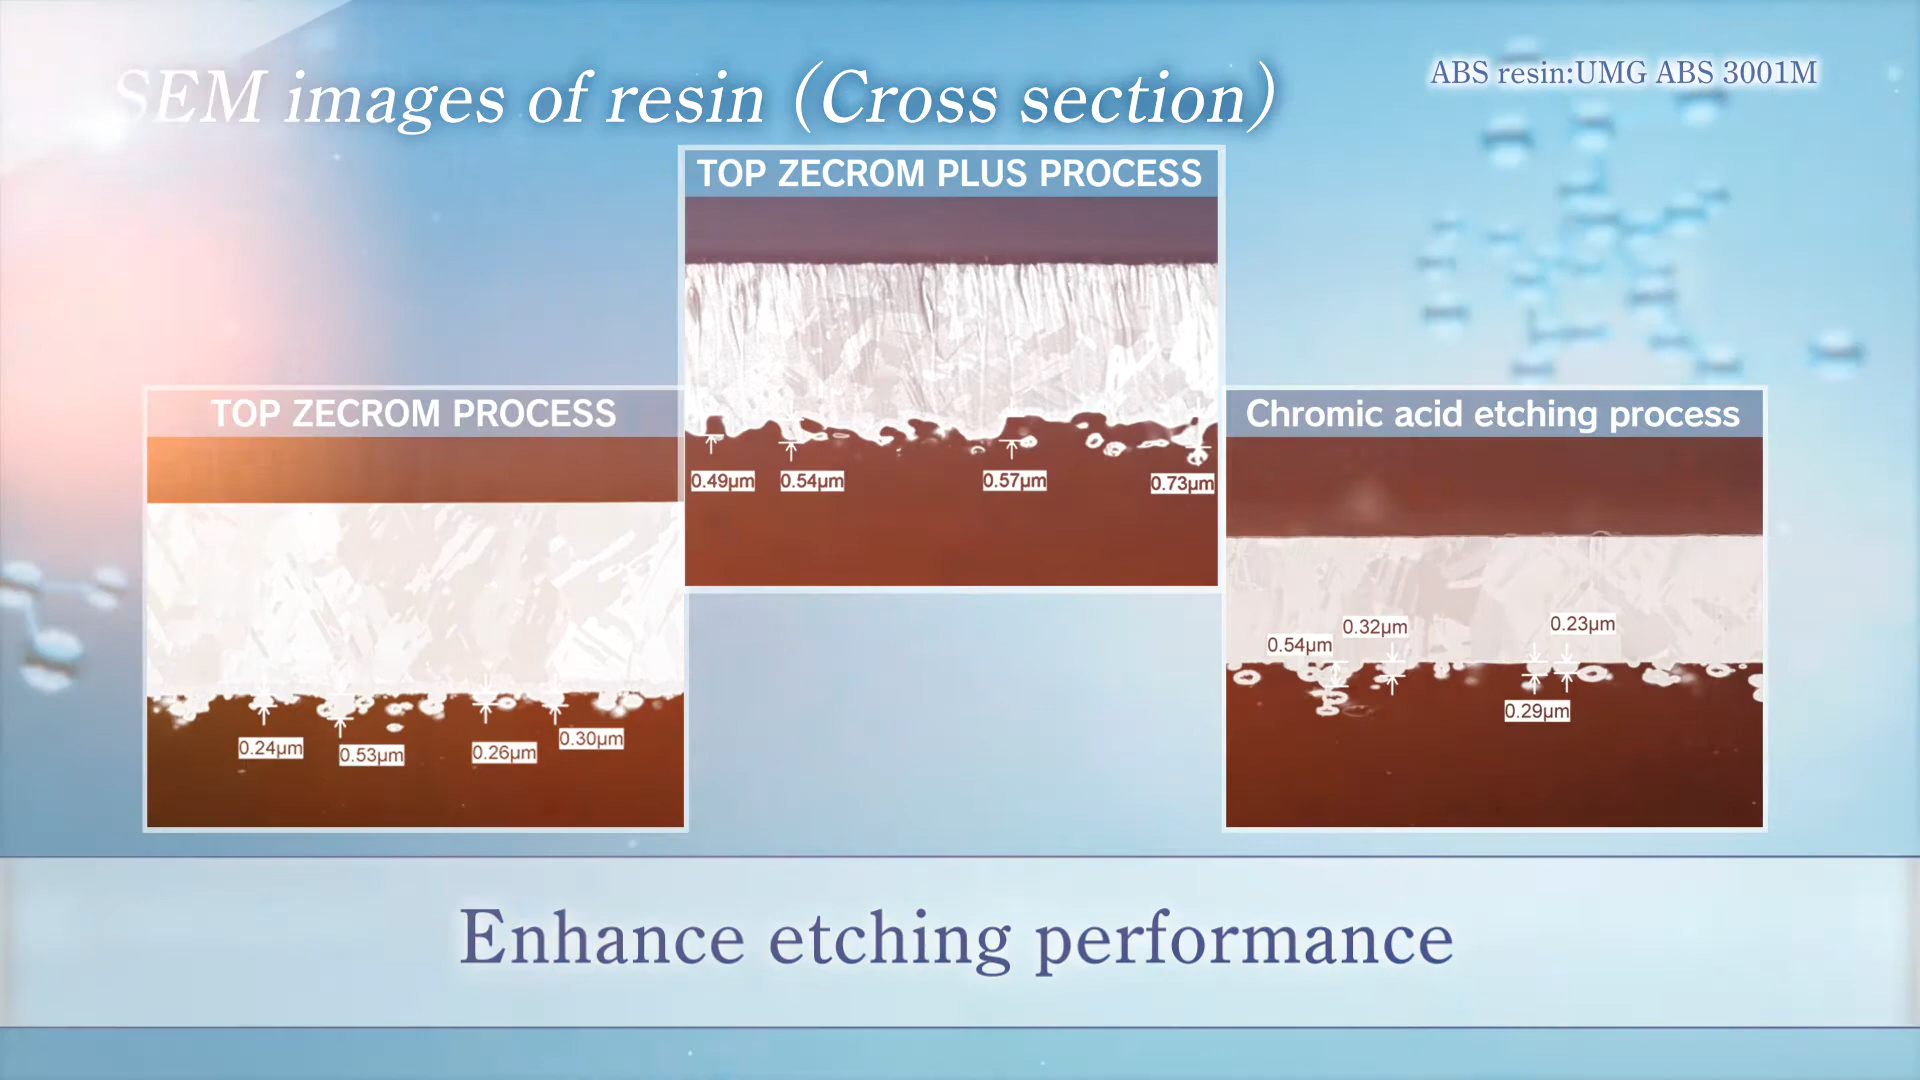 SEM images of resin (Cross section)
ABS resin:UMG ABS 3001M
TOP ZECROM PLUS PROCESS
0.49µm
0.54µm
0.57µm
0.73µm
TOP ZECROM PROCESS
0.24µm
0.53µm
0.26µm
0.30µm
Chromic acid etching process
0.54µm
0.32µm
0.23µm
0.29µm
Enhance etching performance